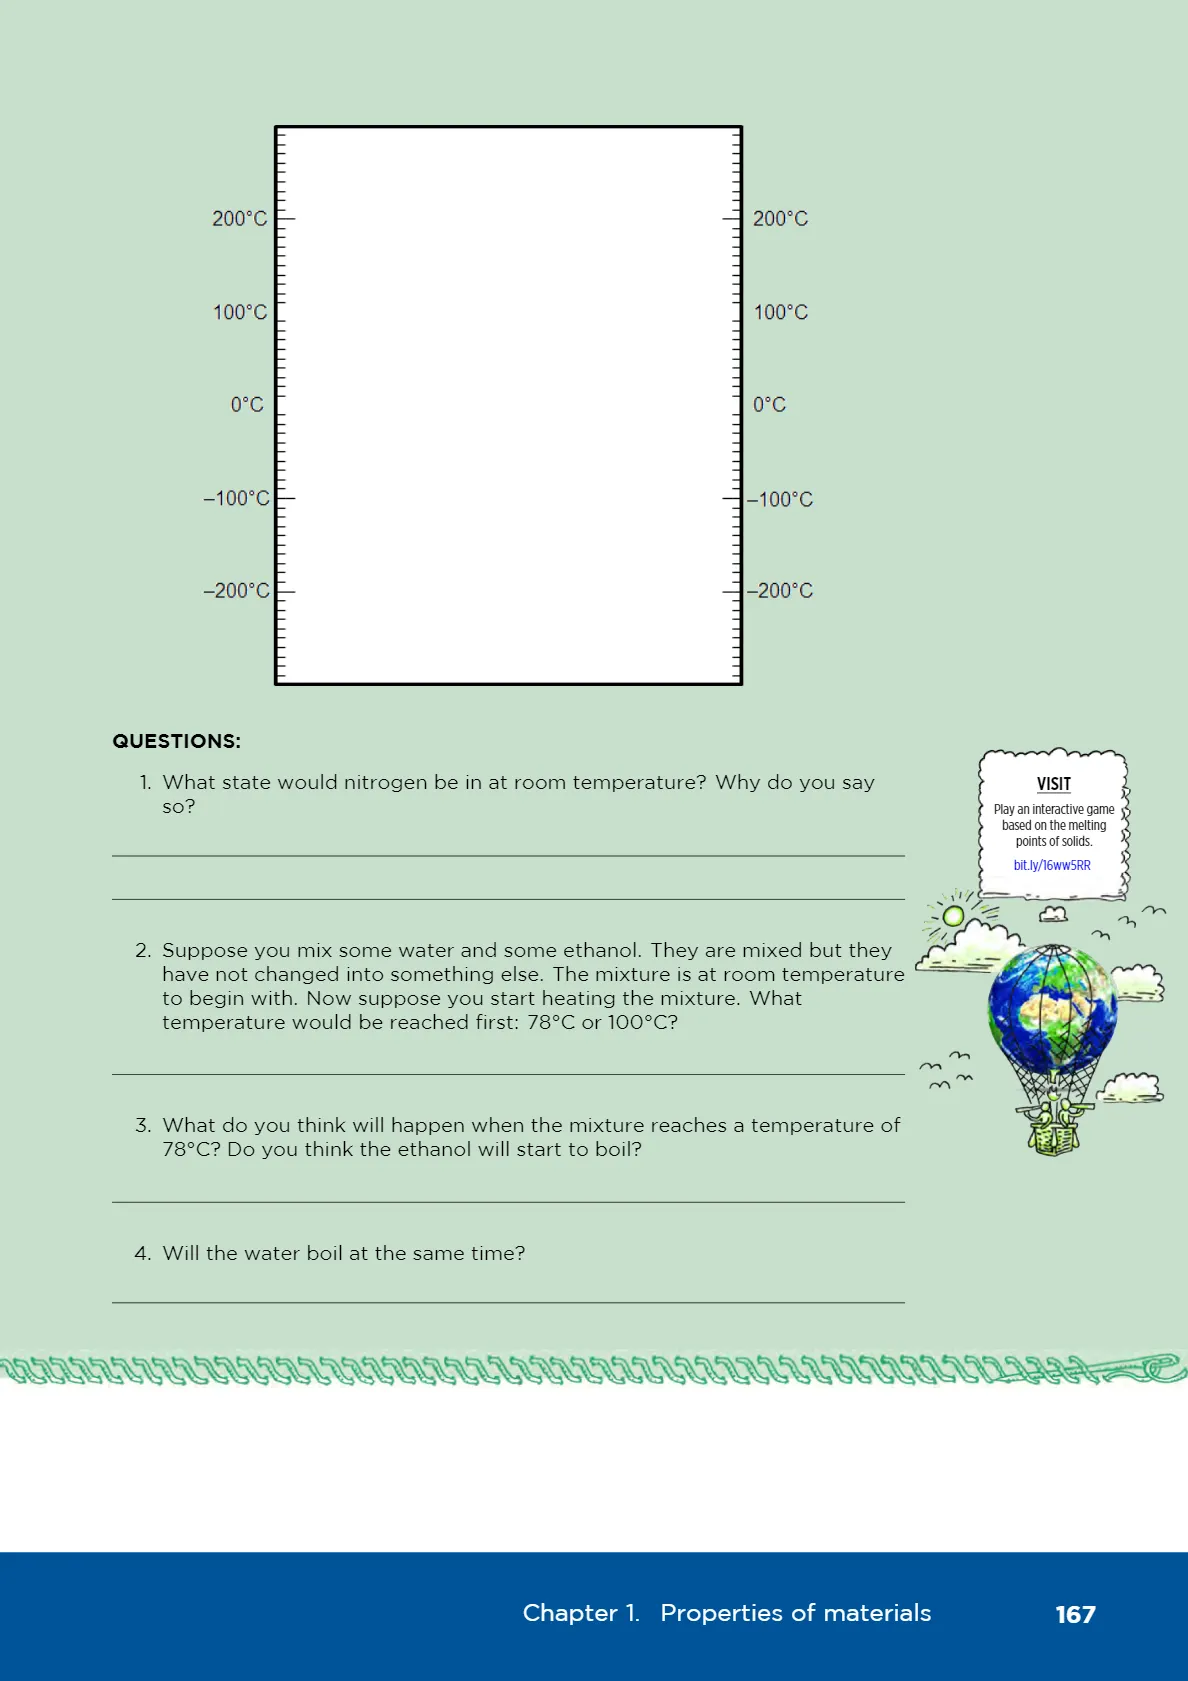 200°C 200°C
100°C 100°C
0°C 0°C
–100°C –100°C
–200°C –200°C
QUESTIONS:
1. What state would nitrogen be in at room temperature? Why do you say
so?
2. Suppose you mix some water and some ethanol. They are mixed but they
have not changed into something else. The mixture is at room temperature
to begin with. Now suppose you start heating the mixture. What
temperature would be reached first: 78°C or 100°C?
3. What do you think will happen when the mixture reaches a temperature of
78°C? Do you think the ethanol will start to boil?
4. Will the water boil at the same time?
VISIT
Play an interactive game
based on the melting
points of solids.
bit.ly/16ww5RR
Chapter 1. Properties of materials 167